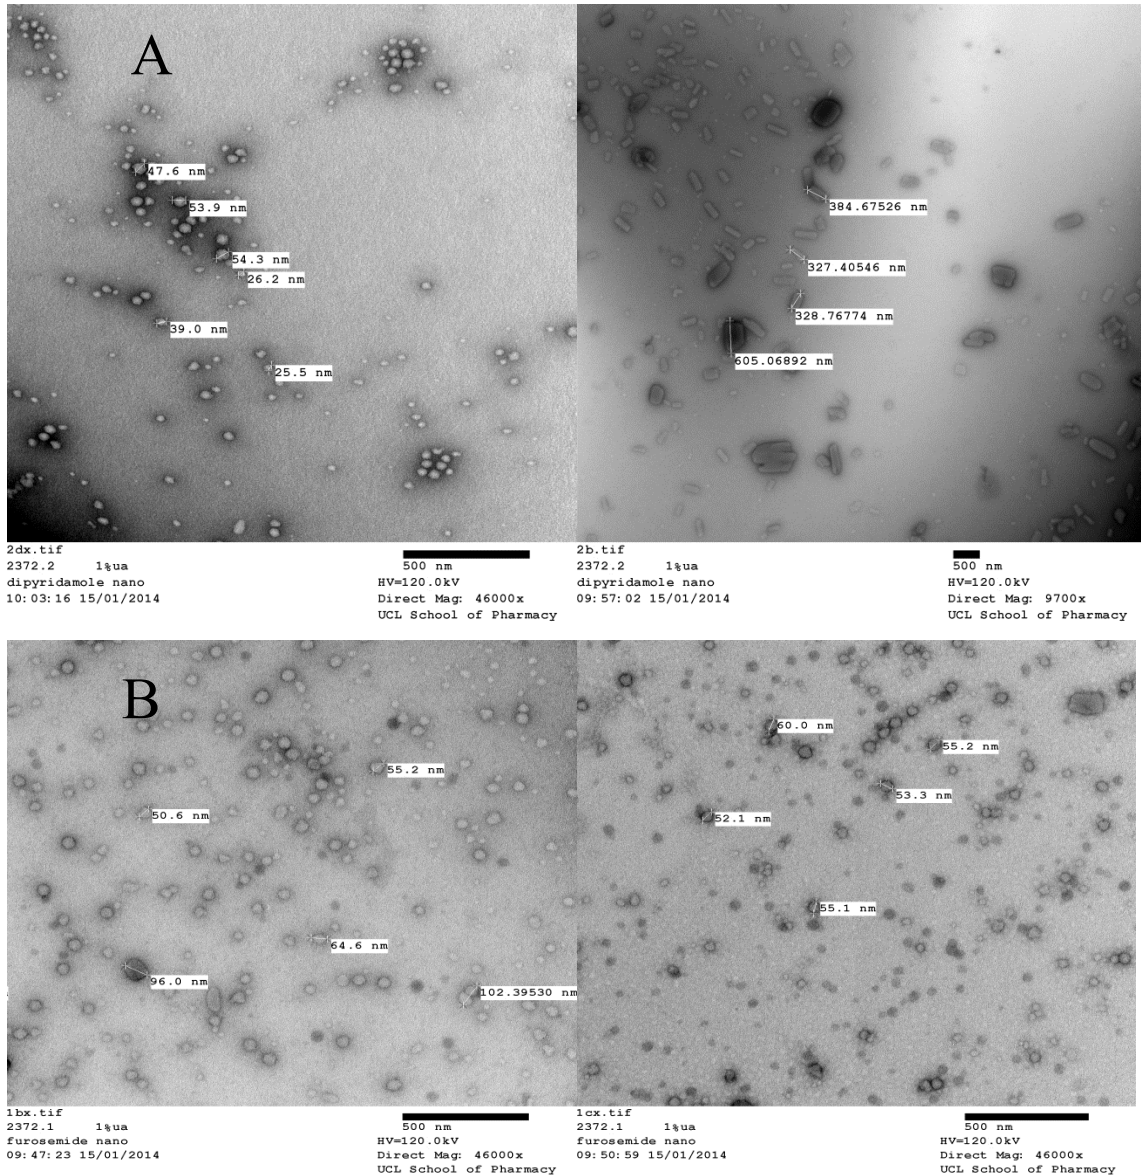 A
47.6 nm
53.9 nm
54.3 nm
26.2 nm
39.0 nm
25.5 nm
2dx.tif
2372.2 1%ua
dipyridamole nano
10:03:16 15/01/2014
500 nm
HV=120.0kV
Direct Mag: 46000x
UCL School of Pharmacy
384.67526
327.40546
328.76774
605.06892
2b.tif
2372.2 1%ua
dipyridamole nano
09:57:02 15/01/2014
500 nm
HV=120.0kV
Direct Mag: 9700x
UCL School of Pharmacy
B
55.2 nm
50.6 nm
64.6 nm
96.0 nm
102.39530 nm
1bx.tif
2372.1 1%ua
furosemide nano
09:47:23 15/01/2014
500 nm
HV=120.0kV
Direct Mag: 46000x
UCL School of Pharmacy
60.0 nm
55.2 nm
53.3 nm
52.1 nm
55.1 nm
1cx.tif
2372.1 1%ua
furosemide nano
09:50:59 15/01/2014
500 nm
HV=120.0kV
Direct Mag: 46000x
UCL School of Pharmacy